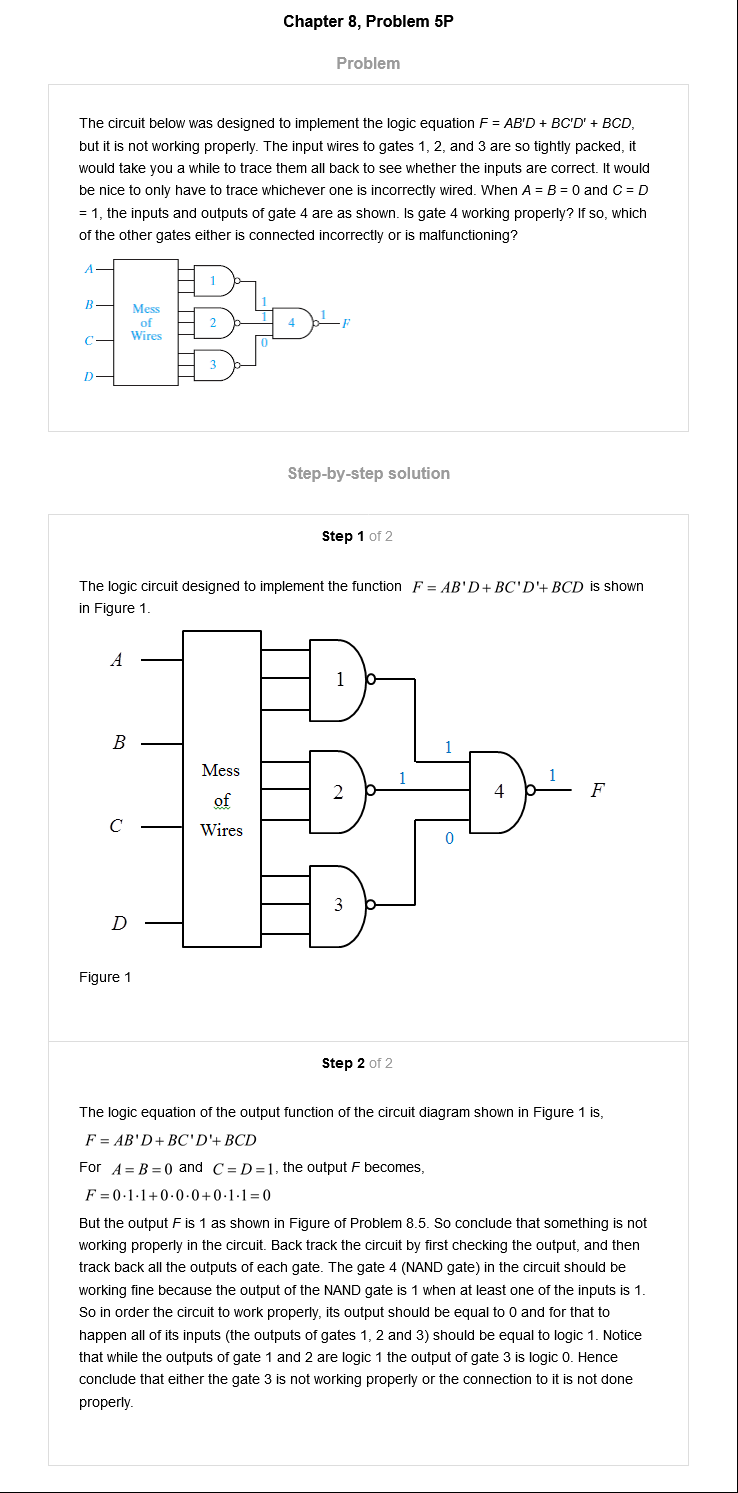 Chapter 8, Problem 5P
Problem
The circuit below was designed to implement the logic equation F = AB'D + BC'D' + BCD,
but it is not working properly. The input wires to gates 1, 2, and 3 are so tightly packed, it
would take you a while to trace them all back to see whether the inputs are correct. It would
be nice to only have to trace whichever one is incorrectly wired. When A = B = 0 and C = D
= 1, the inputs and outputs of gate 4 are as shown. Is gate 4 working properly? If so, which
of the other gates either is connected incorrectly or is malfunctioning?
A
B
C
D
Mess
of
Wires
1
2
3
1
1
0
4
1
F
Step-by-step solution
Step 1 of 2
The logic circuit designed to implement the function F = AB'D + BC'D'+ BCD is shown
in Figure 1.
A
B
C
D
Mess
of
Wires
1
2
3
1
1
0
4
1
F
Figure 1
Step 2 of 2
The logic equation of the output function of the circuit diagram shown in Figure 1 is,
F = AB'D + BC'D'+ BCD
For A = B = 0 and C = D = 1, the output F becomes,
F = 0·1·1+0·0·0+0·1·1 = 0
But the output F is 1 as shown in Figure of Problem 8.5. So conclude that something is not
working properly in the circuit. Back track the circuit by first checking the output, and then
track back all the outputs of each gate. The gate 4 (NAND gate) in the circuit should be
working fine because the output of the NAND gate is 1 when at least one of the inputs is 1.
So in order the circuit to work properly, its output should be equal to 0 and for that to
happen all of its inputs (the outputs of gates 1, 2 and 3) should be equal to logic 1. Notice
that while the outputs of gate 1 and 2 are logic 1 the output of gate 3 is logic 0. Hence
conclude that either the gate 3 is not working properly or the connection to it is not done
properly.